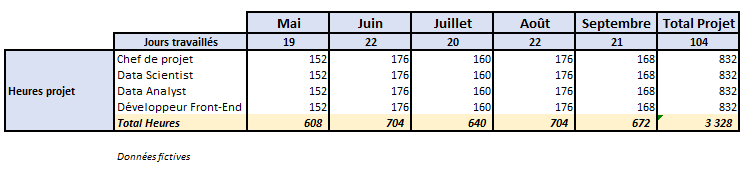 Mai Juin Juillet Août Septembre Total Projet
Jours travaillés 19 22 20 22 21 104
Chef de projet 152 176 160 176 168 832
Data Scientist 152 176 160 176 168 832
Heures projet Data Analyst 152 176 160 176 168 832
Développeur Front-End 152 176 160 176 168 832
Total Heures 608 704 640 704 672 3 328
Données fictives